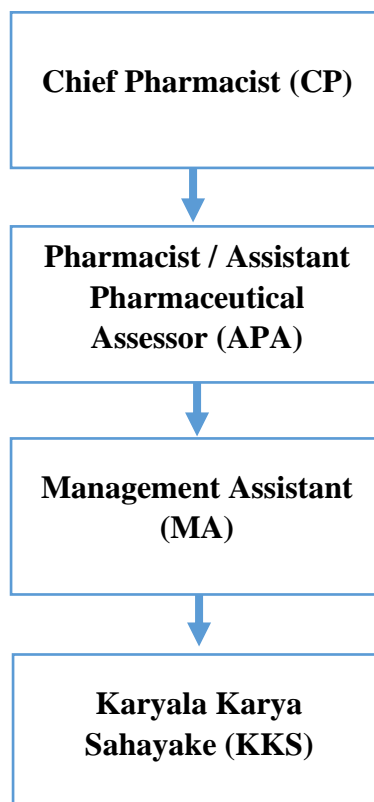 Chief Pharmacist (CP)
Pharmacist / Assistant
Pharmaceutical
Assessor (APA)
Management Assistant
(MA)
Karyala Karya
Sahayake (KKS)